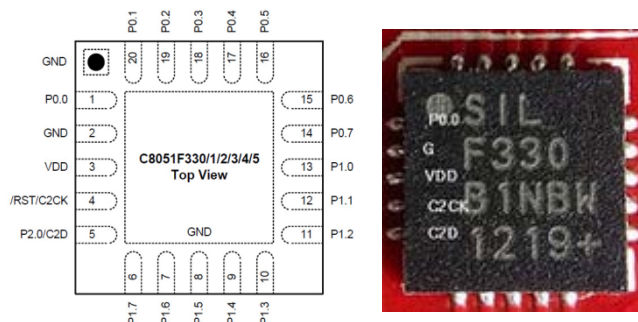 P0.1 P0.2 P0.3 P0.4 P0.5
GND
20 19 18 17 16
P0.0 1 15 P0.6
GND 2 14 P0.7
VDD 3 13 P1.0
/RST/C2CK 4 12 P1.1
P2.0/C2D 5 11 P1.2
C8051F330/1/2/3/4/5
Top View
GND
6 7 8 9 10
P1.7 P1.6 P1.5 P1.4 P1.3
SIL
P0.0
F330
G
VDD
B1NBW
C2CK
1219+
C2D